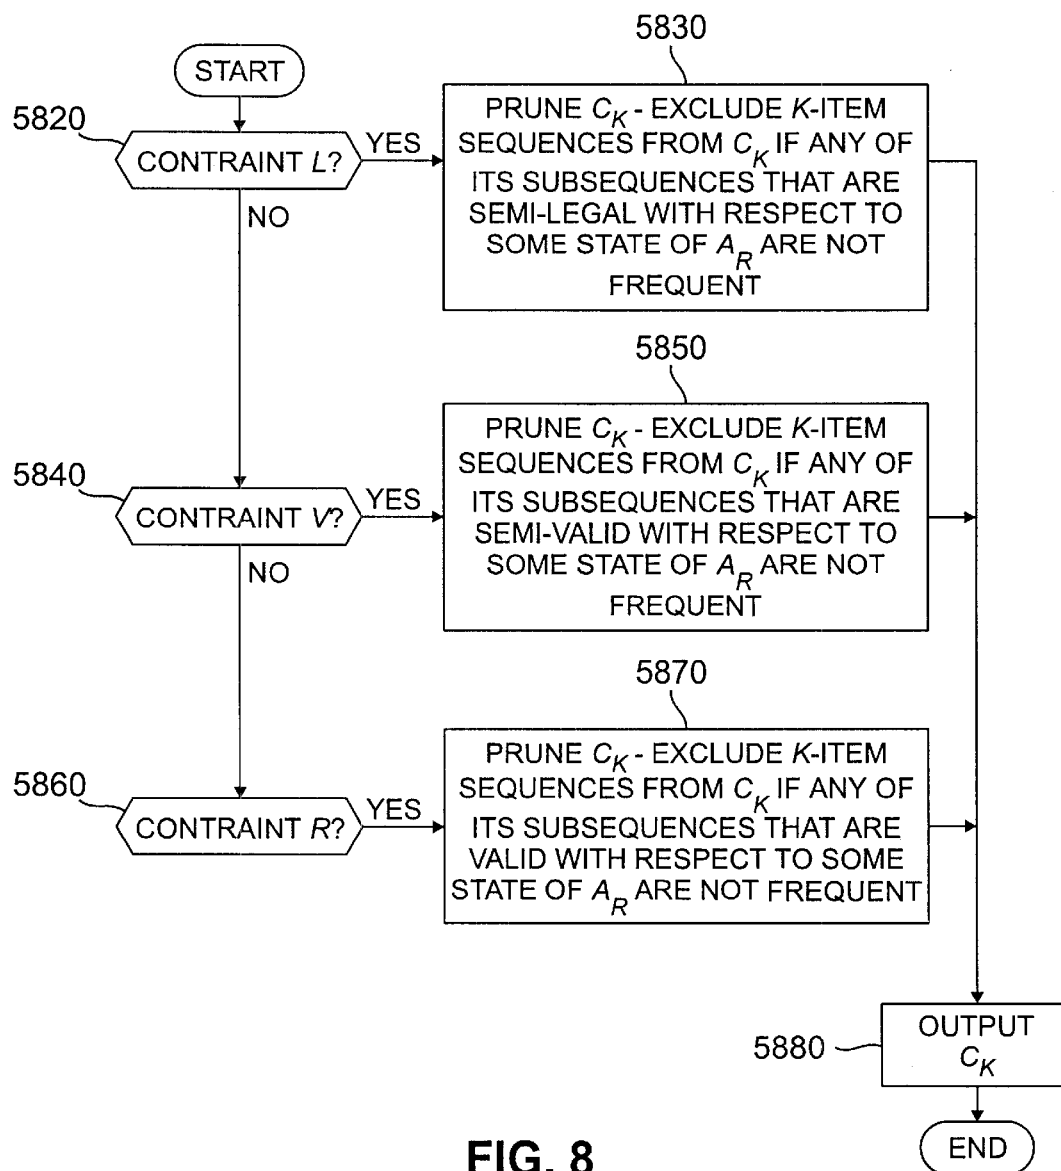 START
5820
CONTRAINT L?
YES
NO
5830
PRUNE C_K - EXCLUDE K-ITEM
SEQUENCES FROM C_K IF ANY OF
ITS SUBSEQUENCES THAT ARE
SEMI-LEGAL WITH RESPECT TO
SOME STATE OF A_R ARE NOT
FREQUENT
5840
CONTRAINT V?
YES
NO
5850
PRUNE C_K - EXCLUDE K-ITEM
SEQUENCES FROM C_K IF ANY OF
ITS SUBSEQUENCES THAT ARE
SEMI-VALID WITH RESPECT TO
SOME STATE OF A_R ARE NOT
FREQUENT
5860
CONTRAINT R?
YES
5870
PRUNE C_K - EXCLUDE K-ITEM
SEQUENCES FROM C_K IF ANY OF
ITS SUBSEQUENCES THAT ARE
VALID WITH RESPECT TO SOME
STATE OF A_R ARE NOT FREQUENT
5880
OUTPUT
C_K
END
FIG. 8